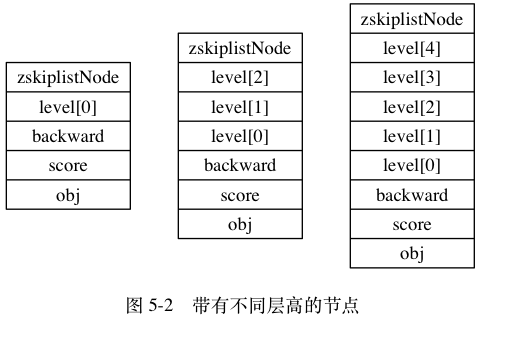 zskiplistNode
level[0]
backward
score
obj
zskiplistNode
level[2]
level[1]
level[0]
backward
score
obj
zskiplistNode
level[4]
level[3]
level[2]
level[1]
level[0]
backward
score
obj
图 5-2 带有不同层高的节点